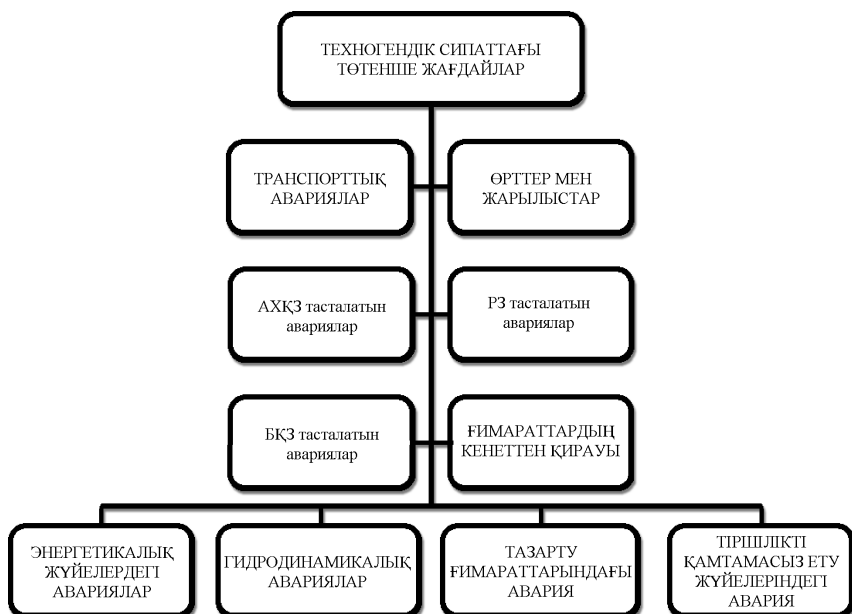 ТЕХНОГЕНДІК СИПАТТАҒЫ
ТӨТЕНШЕ ЖАҒДАЙЛАР
ТРАНСПОРТТЫҚ
АВАРИЯЛАР
ӨРТТЕР МЕН
ЖАРЫЛЫСТАР
АХҚЗ тасталатын
авариялар
РЗ тасталатын
авариялар
БҚЗ тасталатын
авариялар
ҒИМАРАТТАРДЫҢ
КЕНЕТТЕН ҚИРАУЫ
ЭНЕРГЕТИКАЛЫҚ
ЖҮЙЕЛЕРДЕГІ
АВАРИЯЛАР
ГИДРОДИНАМИКАЛЫҚ
АВАРИЯЛАР
ТАЗАРТУ
ҒИМАРАТТАРЫНДАҒЫ
АВАРИЯ
ТІРШІЛІКТІ
ҚАМТАМАСЫЗ ЕТУ
ЖҮЙЕЛЕРІНДЕГІ
АВАРИЯ